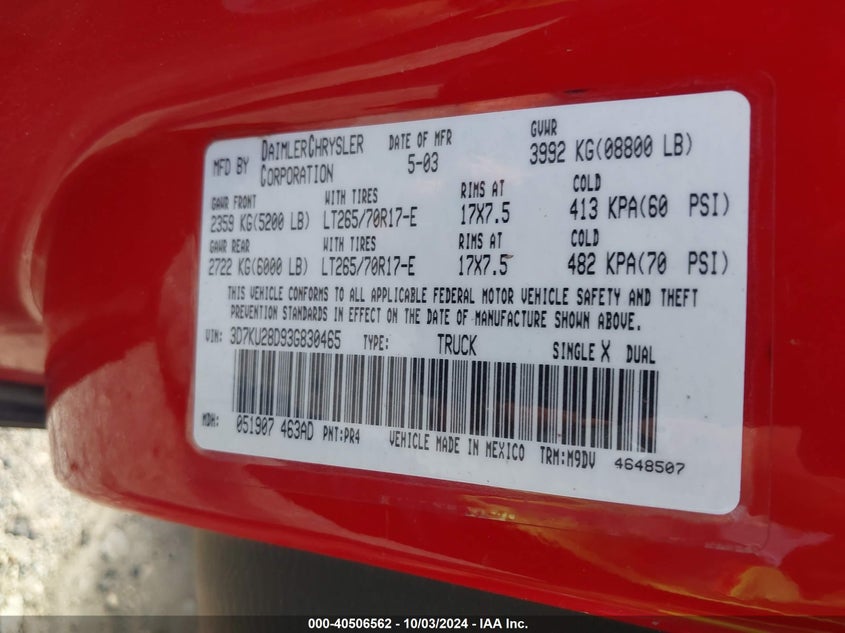 MFD BY DAIMLERCHRYSLER CORPORATION DATE OF MFR 5-03 GVWR 3992 KG(08800 LB)
GAWR FRONT WITH TIRES RIMS AT COLD
2359 KG(5200 LB) LT265/70R17-E 17X7.5 413 KPA(60 PSI)
GAWR REAR WITH TIRES RIMS AT COLD
2722 KG(6000 LB) LT265/70R17-E 17X7.5 482 KPA(70 PSI)
THIS VEHICLE CONFORMS TO ALL APPLICABLE FEDERAL MOTOR VEHICLE SAFETY AND THEFT
PREVENTION STANDARDS IN EFFECT ON THE DATE OF MANUFACTURE SHOWN ABOVE.
VIN: 3D7KU28D93G830465 TYPE: TRUCK SINGLE X DUAL
MDH: 051907 463AD PNT:PR4 VEHICLE MADE IN MEXICO TRM:M9DV 4648507
000-40506562 - 10/03/2024 - IAA Inc.